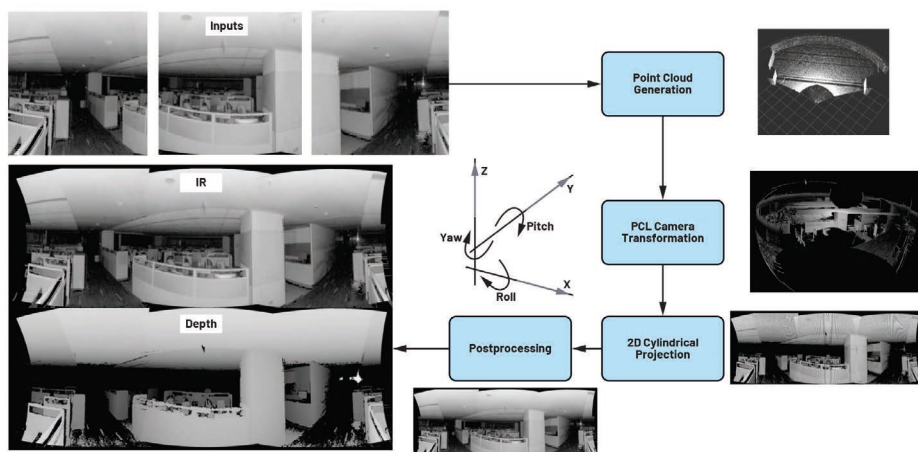 Inputs
Point Cloud
Generation
IR
Z
Y
Yaw
Pitch
X
Roll
PCL Camera
Transformation
Depth
Postprocessing
2D Cylindrical
Projection